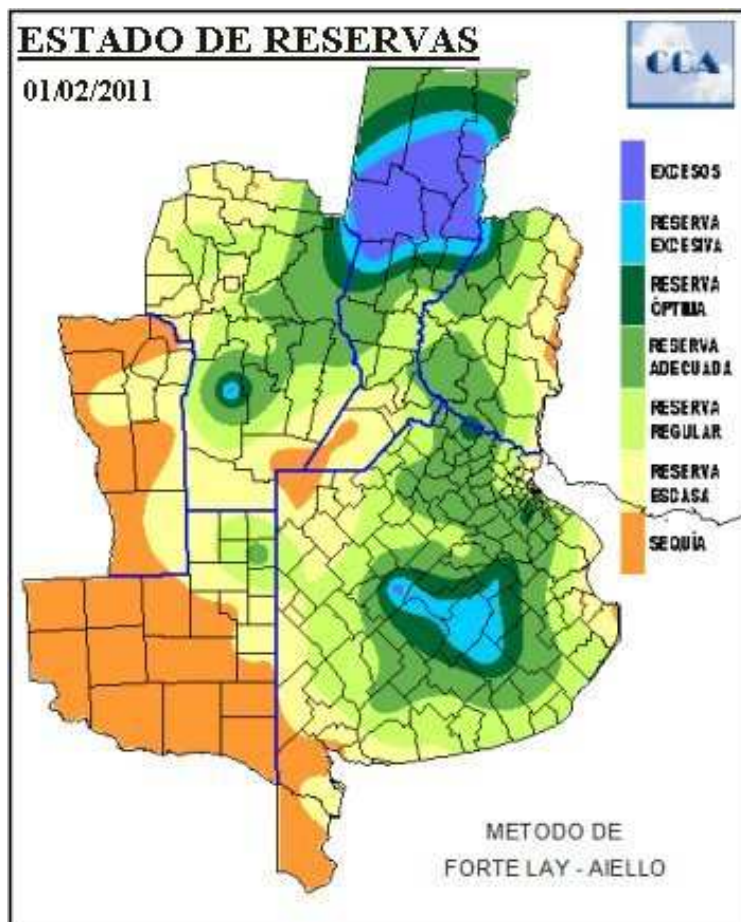 ESTADO DE RESERVAS
01/02/2011
CCA
EXCESOS
RESERVA
EXCESIVA
RESERVA
ÓPTIMA
RESERVA
ADECUADA
RESERVA
REGULAR
RESERVA
ESCASA
SEQUÍA
METODO DE
FORTE LAY - AIELLO